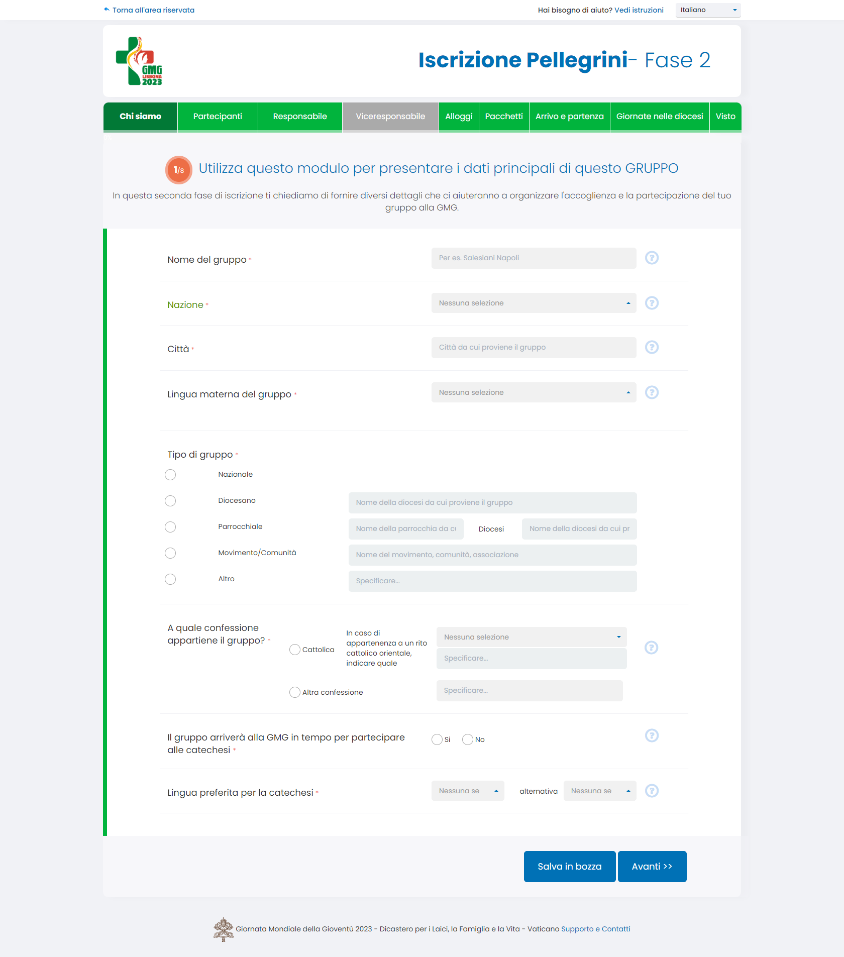 Torna all'area riservata
Hai bisogno di aiuto? Vedi istruzioni
Italiano
GMG
LISBONA
2023
Iscrizione Pellegrini- Fase 2
Chi siamo
Partecipanti
Responsabile
Viceresponsabile
Alloggi
Pacchetti
Arrivo e partenza
Giornate nelle diocesi
Visto
1/8 Utilizza questo modulo per presentare i dati principali di questo GRUPPO
In questa seconda fase di iscrizione ti chiediamo di fornire diversi dettagli che ci aiuteranno a organizzare l'accoglienza e la partecipazione del tuo
gruppo alla GMG.
Nome del gruppo *
Per es. Salesiani Napoli
?
Nazione *
Nessuna selezione
?
Città *
Città da cui proviene il gruppo
?
Lingua materna del gruppo *
Nessuna selezione
?
Tipo di gruppo *
Nazionale
Diocesano
Nome della diocesi da cui proviene il gruppo
Parrocchiale
Nome della parrocchia da cu
Diocesi
Nome della diocesi da cui pr
Movimento/Comunità
Nome del movimento, comunità, associazione
Altro
Specificare...
A quale confessione
appartiene il gruppo? *
Cattolica
In caso di
appartenenza a un rito
cattolico orientale,
indicare quale
Nessuna selezione
Specificare...
?
Altra confessione
Specificare...
Il gruppo arriverà alla GMG in tempo per partecipare
alle catechesi *
Sì
No
?
Lingua preferita per la catechesi *
Nessuna se
alternativa
Nessuna se
?
Salva in bozza
Avanti >>
Giornata Mondiale della Gioventù 2023 - Dicastero per i Laici, la Famiglia e la Vita - Vaticano Supporto e Contatti